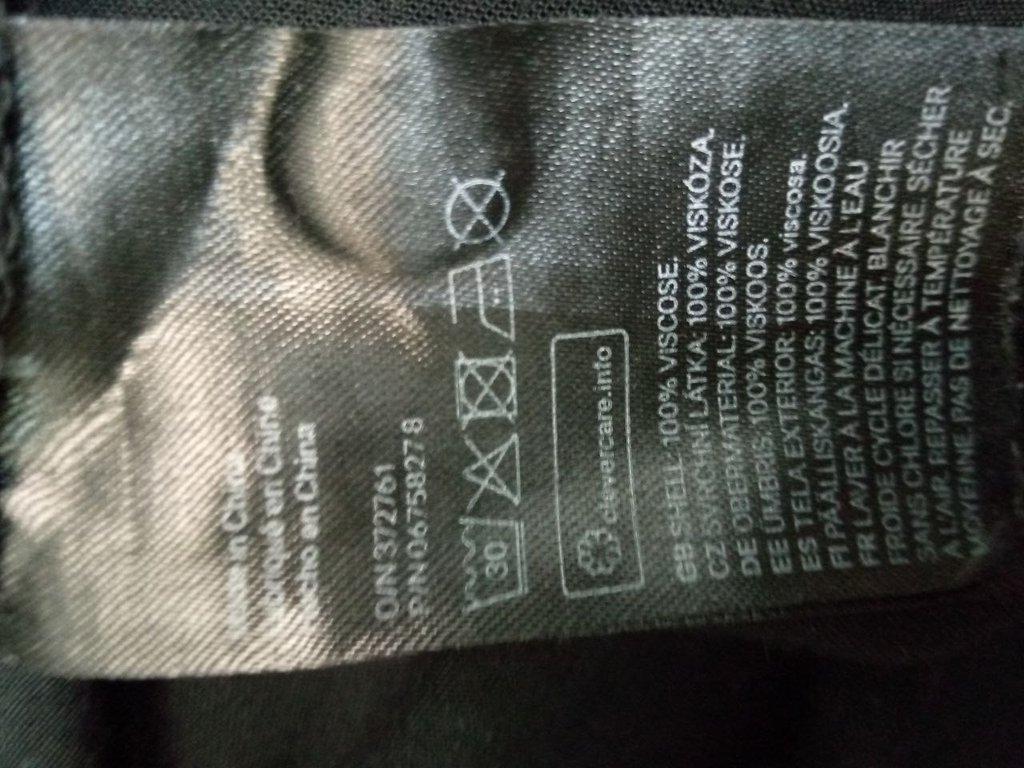 Made in China
Fabriqué en Chine
Hecho en China
O/N 372761
P/N 06758278
30
clevercare.info
GB SHELL: 100% VISCOSE.
CZ SVRCHNÍ LÁTKA: 100% VISKÓZA.
DE OBERMATERIAL: 100% VISKOSE.
EE ÜMBRIS: 100% VISKOOS.
ES TELA EXTERIOR: 100% viscosa.
FI PÄÄLLISKANGAS: 100% VISKOOSIA.
FR LAVER À LA MACHINE À L'EAU
FROIDE CYCLE DÉLICAT. BLANCHIR
SANS CHLORE SI NÉCESSAIRE. SÉCHER
À L'AIR. REPASSER À TEMPÉRATURE
MOYENNE. PAS DE NETTOYAGE À SEC.